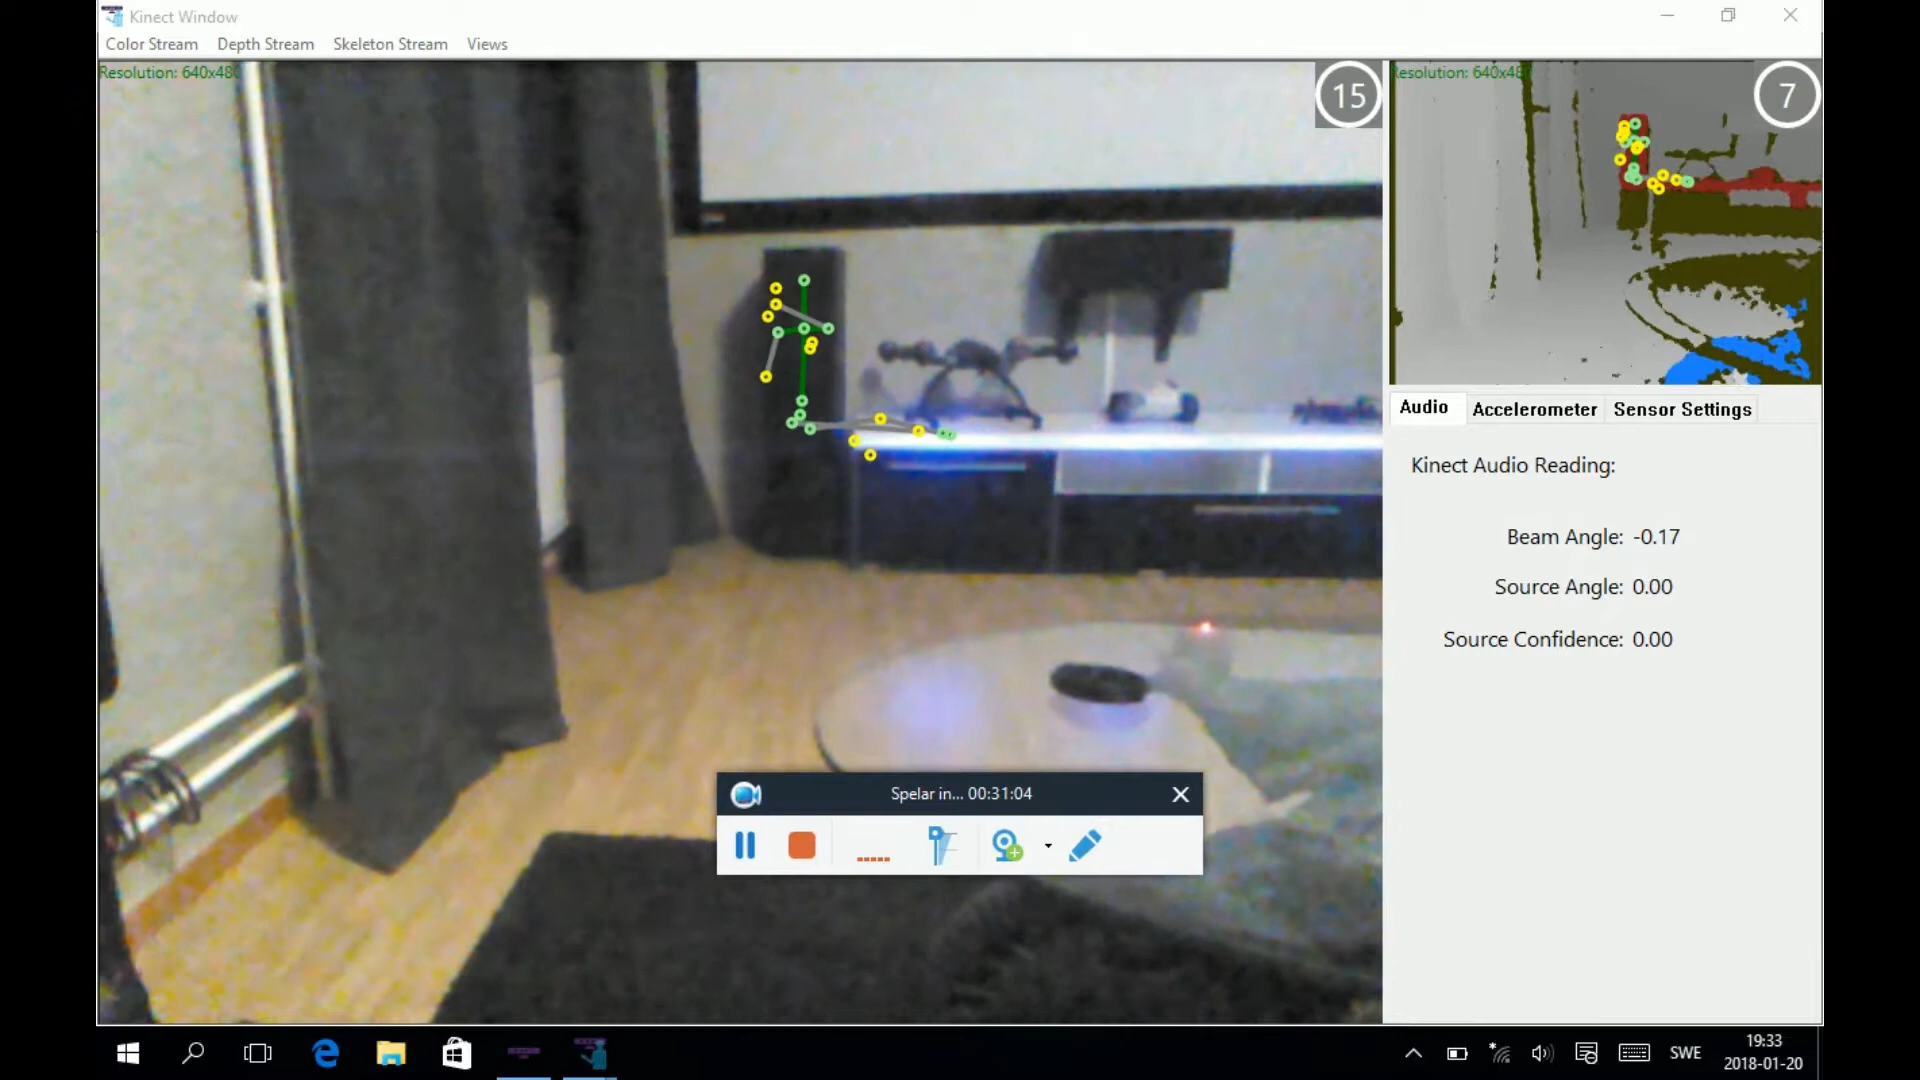 Kinect Window
Color Stream Depth Stream Skeleton Stream Views
Resolution: 640x480
15
Resolution: 640x48
7
Audio Accelerometer Sensor Settings
Kinect Audio Reading:
Beam Angle: -0.17
Source Angle: 0.00
Source Confidence: 0.00
Spelar in... 00:31:04
SWE
19:33
2018-01-20